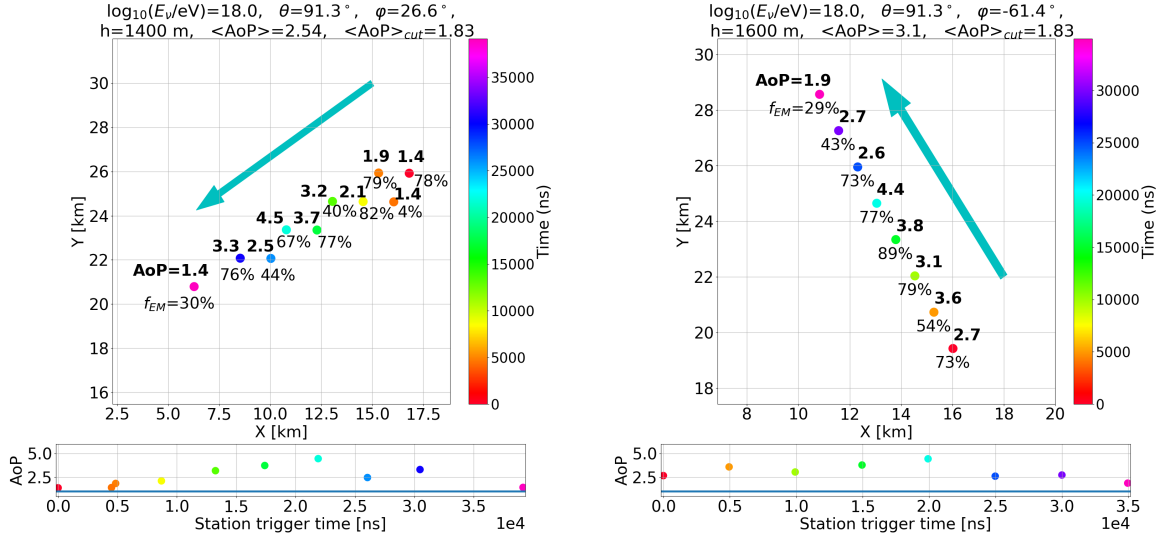 log10(Eν/eV)=18.0,   θ=91.3°,   φ=26.6°,
h=1400 m,   <AoP>=2.54,   <AoP>cut=1.83
30
28
26
24
22
20
18
16
Y [km]
1.9 1.4
79% 78%
3.2 2.1 1.4
40% 82% 4%
4.5 3.7
67% 77%
3.3 2.5
76% 44%
AoP=1.4
fEM=30%
2.5 5.0 7.5 10.0 12.5 15.0 17.5
X [km]
35000
30000
25000
20000
15000
10000
5000
0
Time (ns)
5.0
2.5
AoP
0.0 0.5 1.0 1.5 2.0 2.5 3.0 3.5
1e4
Station trigger time [ns]
log10(Eν/eV)=18.0,   θ=91.3°,   φ=-61.4°,
h=1600 m,   <AoP>=3.1,   <AoP>cut=1.83
30
28
26
24
22
20
18
Y [km]
AoP=1.9
fEM=29%
2.7
43%
2.6
73%
4.4
77%
3.8
89%
3.1
79%
3.6
54%
2.7
73%
8 10 12 14 16 18 20
X [km]
30000
25000
20000
15000
10000
5000
0
Time (ns)
5.0
2.5
AoP
0.0 0.5 1.0 1.5 2.0 2.5 3.0 3.5
1e4
Station trigger time [ns]